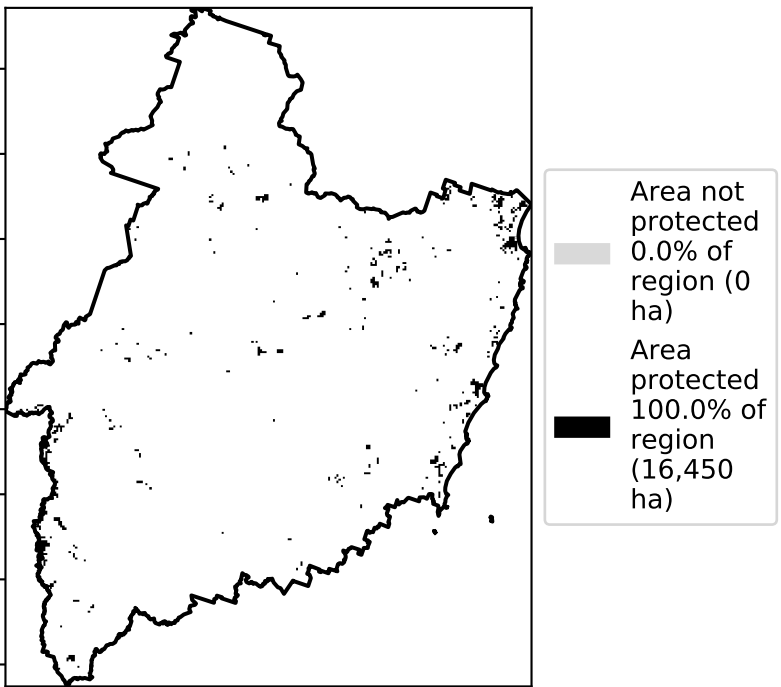 Area not
protected
0.0% of
region (0
ha)
Area
protected
100.0% of
region
(16,450
ha)